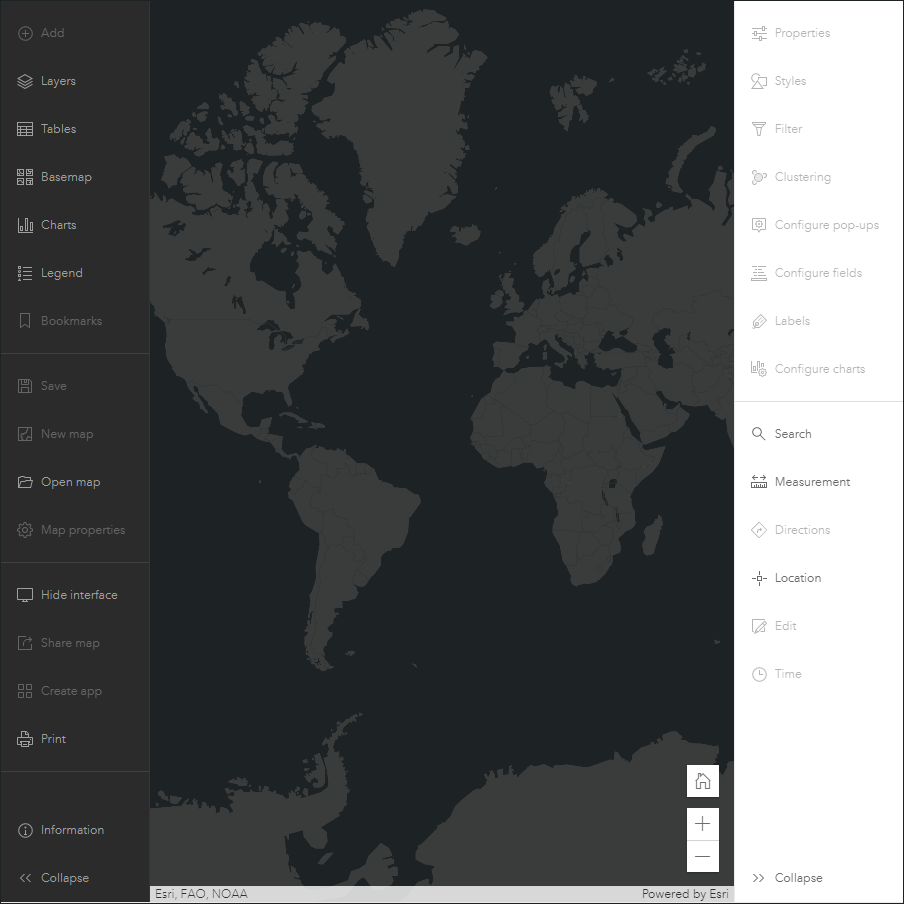 Add
Layers
Tables
Basemap
Charts
Legend
Bookmarks
Save
New map
Open map
Map properties
Hide interface
Share map
Create app
Print
Information
Collapse
Esri, FAO, NOAA
Powered by Esri
Properties
Styles
Filter
Clustering
Configure pop-ups
Configure fields
Labels
Configure charts
Search
Measurement
Directions
Location
Edit
Time
Collapse